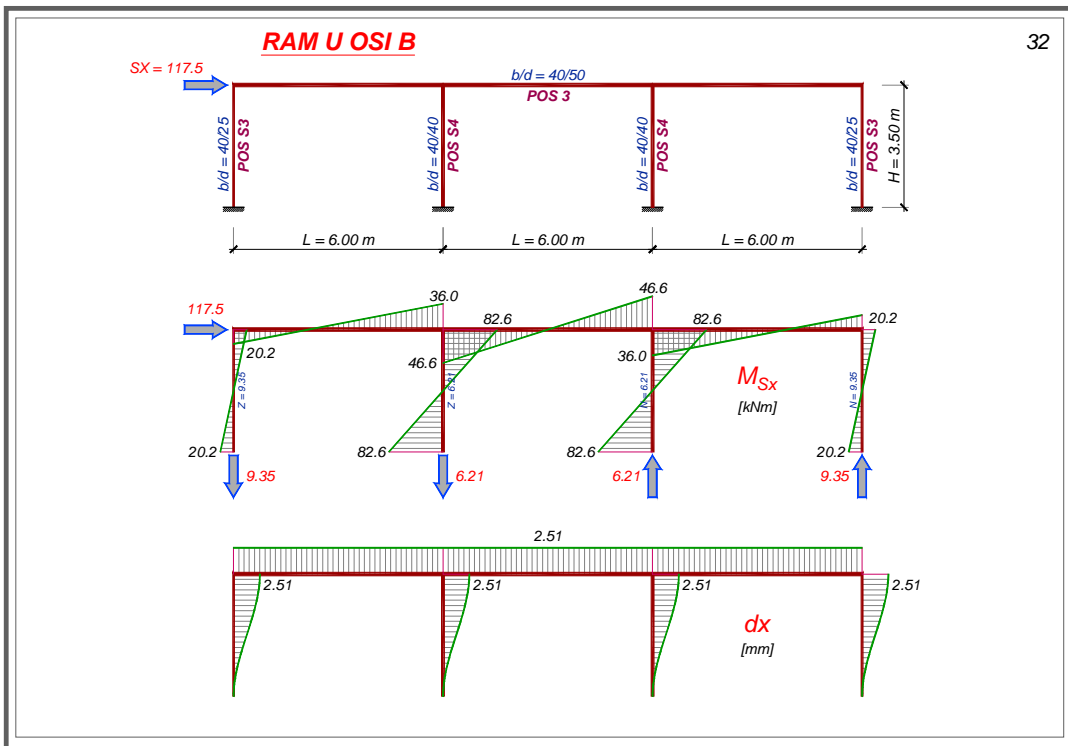 RAM U OSI B
32
SX = 117.5
b/d = 40/50
POS 3
b/d = 40/25
POS S3
b/d = 40/40
POS S4
b/d = 40/40
POS S4
b/d = 40/25
POS S3
H = 3.50 m
L = 6.00 m
L = 6.00 m
L = 6.00 m
117.5
36.0
46.6
20.2
82.6
82.6
20.2
46.6
36.0
Z = 9.35
Z = 6.21
N = 6.21
N = 9.35
MSx
[kNm]
20.2
82.6
82.6
20.2
9.35
6.21
6.21
9.35
2.51
2.51
2.51
2.51
2.51
dx
[mm]